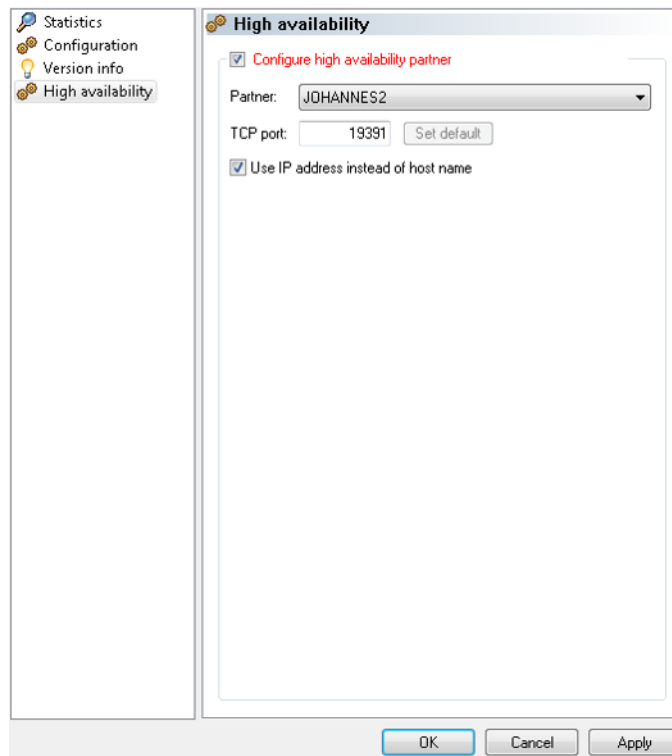 Statistics
Configuration
Version info
High availability
High availability
Configure high availability partner
Partner: JOHANNES2
TCP port: 19391 Set default
Use IP address instead of host name
OK Cancel Apply